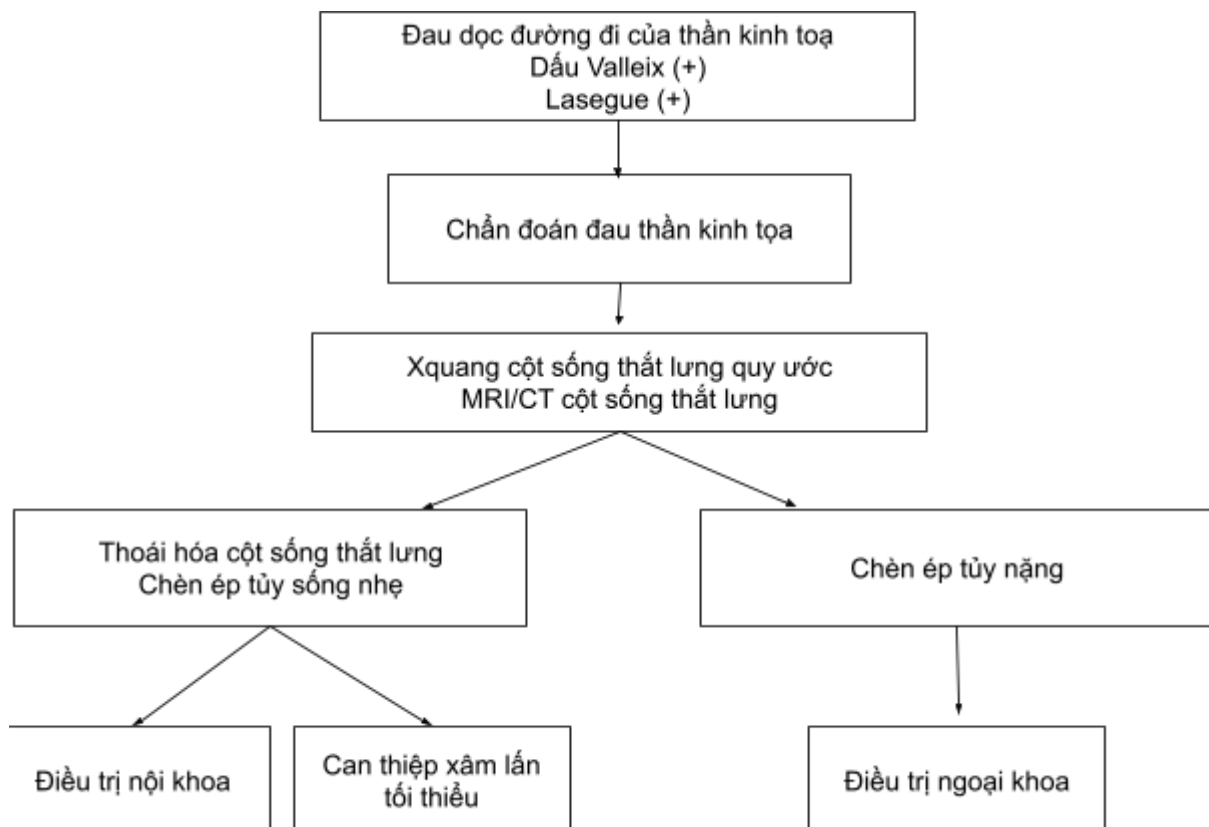 Đau dọc đường đi của thần kinh toạ
Dấu Valleix (+)
Lasegue (+)
Chẩn đoán đau thần kinh tọa
Xquang cột sống thắt lưng quy ước
MRI/CT cột sống thắt lưng
Thoái hóa cột sống thắt lưng
Chèn ép tủy sống nhẹ
Chèn ép tủy nặng
Điều trị nội khoa
Can thiệp xâm lấn
tối thiểu
Điều trị ngoại khoa